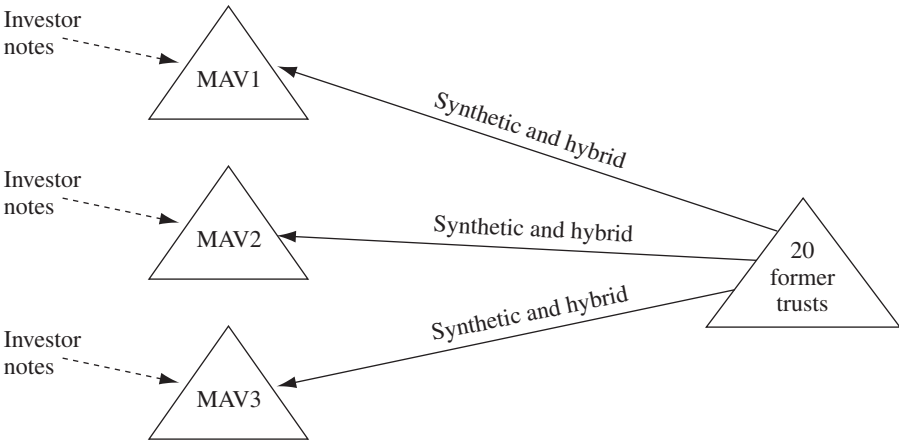 Investor
notes
MAV1
Synthetic and hybrid
Investor
notes
MAV2
Synthetic and hybrid
20
former
trusts
Synthetic and hybrid
Investor
notes
MAV3